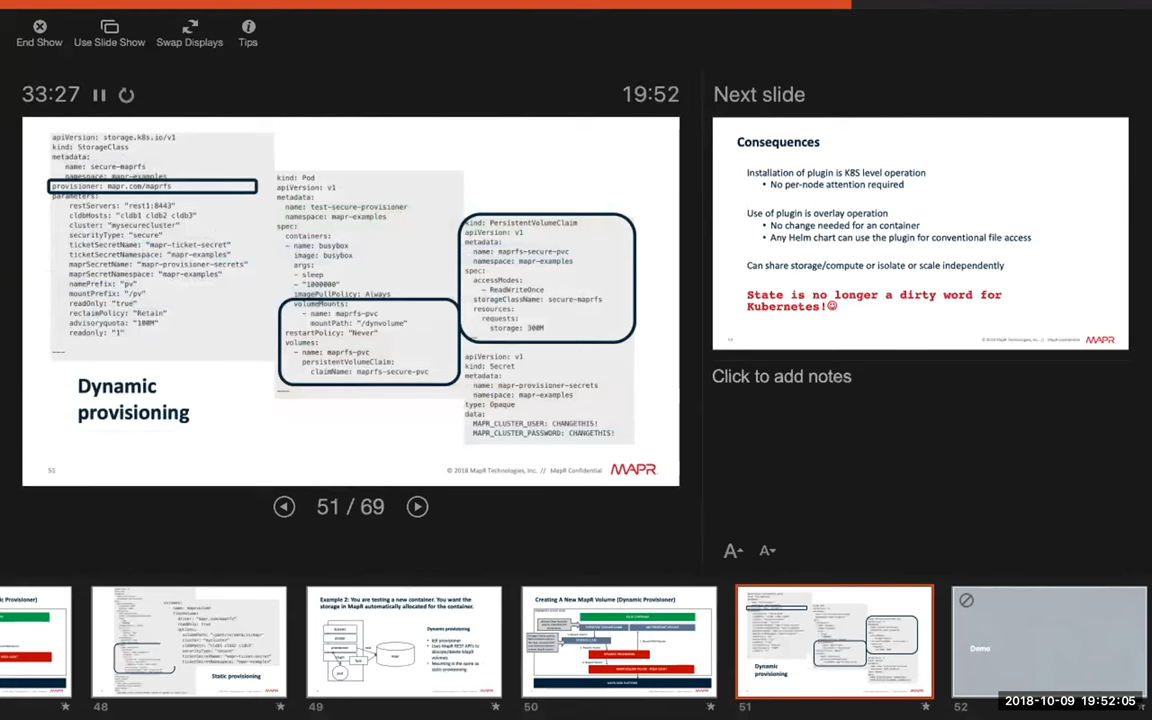 End Show
Use Slide Show
Swap Displays
Tips
33:27
19:52
Next slide
apiVersion: storage.k8s.io/v1
kind: StorageClass
metadata:
name: secure-maprfs
namespace: mapr-examples
provisioner: mapr.com/maprfs
parameters:
restServers: "rest1:8443"
cldbHosts: "cldb1 cldb2 cldb3"
cluster: "mysecurecluster"
securityType: "secure"
ticketSecretName: "mapr-ticket-secret"
ticketSecretNamespace: "mapr-examples"
maprSecretName: "mapr-provisioner-secrets"
maprSecretNamespace: "mapr-examples"
namePrefix: "pv"
mountPrefix: "/pv"
readOnly: "true"
reclaimPolicy: "Retain"
advisoryquota: "100M"
readonly: "1"
Dynamic
provisioning
kind: Pod
apiVersion: v1
metadata:
name: test-secure-provisioner
namespace: mapr-examples
spec:
containers:
- name: busybox
image: busybox
args:
- sleep
- "1000000"
imagePullPolicy: Always
volumeMounts:
- name: maprfs-pvc
mountPath: "/dynvolume"
restartPolicy: "Never"
volumes:
- name: maprfs-pvc
persistentVolumeClaim:
claimName: maprfs-secure-pvc
kind: PersistentVolumeClaim
apiVersion: v1
metadata:
name: maprfs-secure-pvc
namespace: mapr-examples
spec:
accessModes:
- ReadWriteOnce
storageClassName: secure-maprfs
resources:
requests:
storage: 300M
apiVersion: v1
kind: Secret
metadata:
name: mapr-provisioner-secrets
namespace: mapr-examples
type: Opaque
data:
MAPR_CLUSTER_USER: CHANGETHIS!
MAPR_CLUSTER_PASSWORD: CHANGETHIS!
51
© 2018 MapR Technologies, Inc. // MapR Confidential
MAPR
Consequences
Installation of plugin is K8S level operation
• No per-node attention required
Use of plugin is overlay operation
• No change needed for an container
• Any Helm chart can use the plugin for conventional file access
Can share storage/compute or isolate or scale independently
State is no longer a dirty word for
Kubernetes!☺
© 2018 MapR Technologies, Inc. // MapR Confidential
MAPR
Click to add notes
51 / 69
A A
Provisioner)
Static provisioning
Example 2: You are testing a new container. You want the
storage in MapR automatically allocated for the container.
Dynamic
provisioning
Creating A New MapR Volume (Dynamic Provisioner)
Dynamic
provisioning
Demo
48
49
50
51
52
2018-10-09 19:52:05